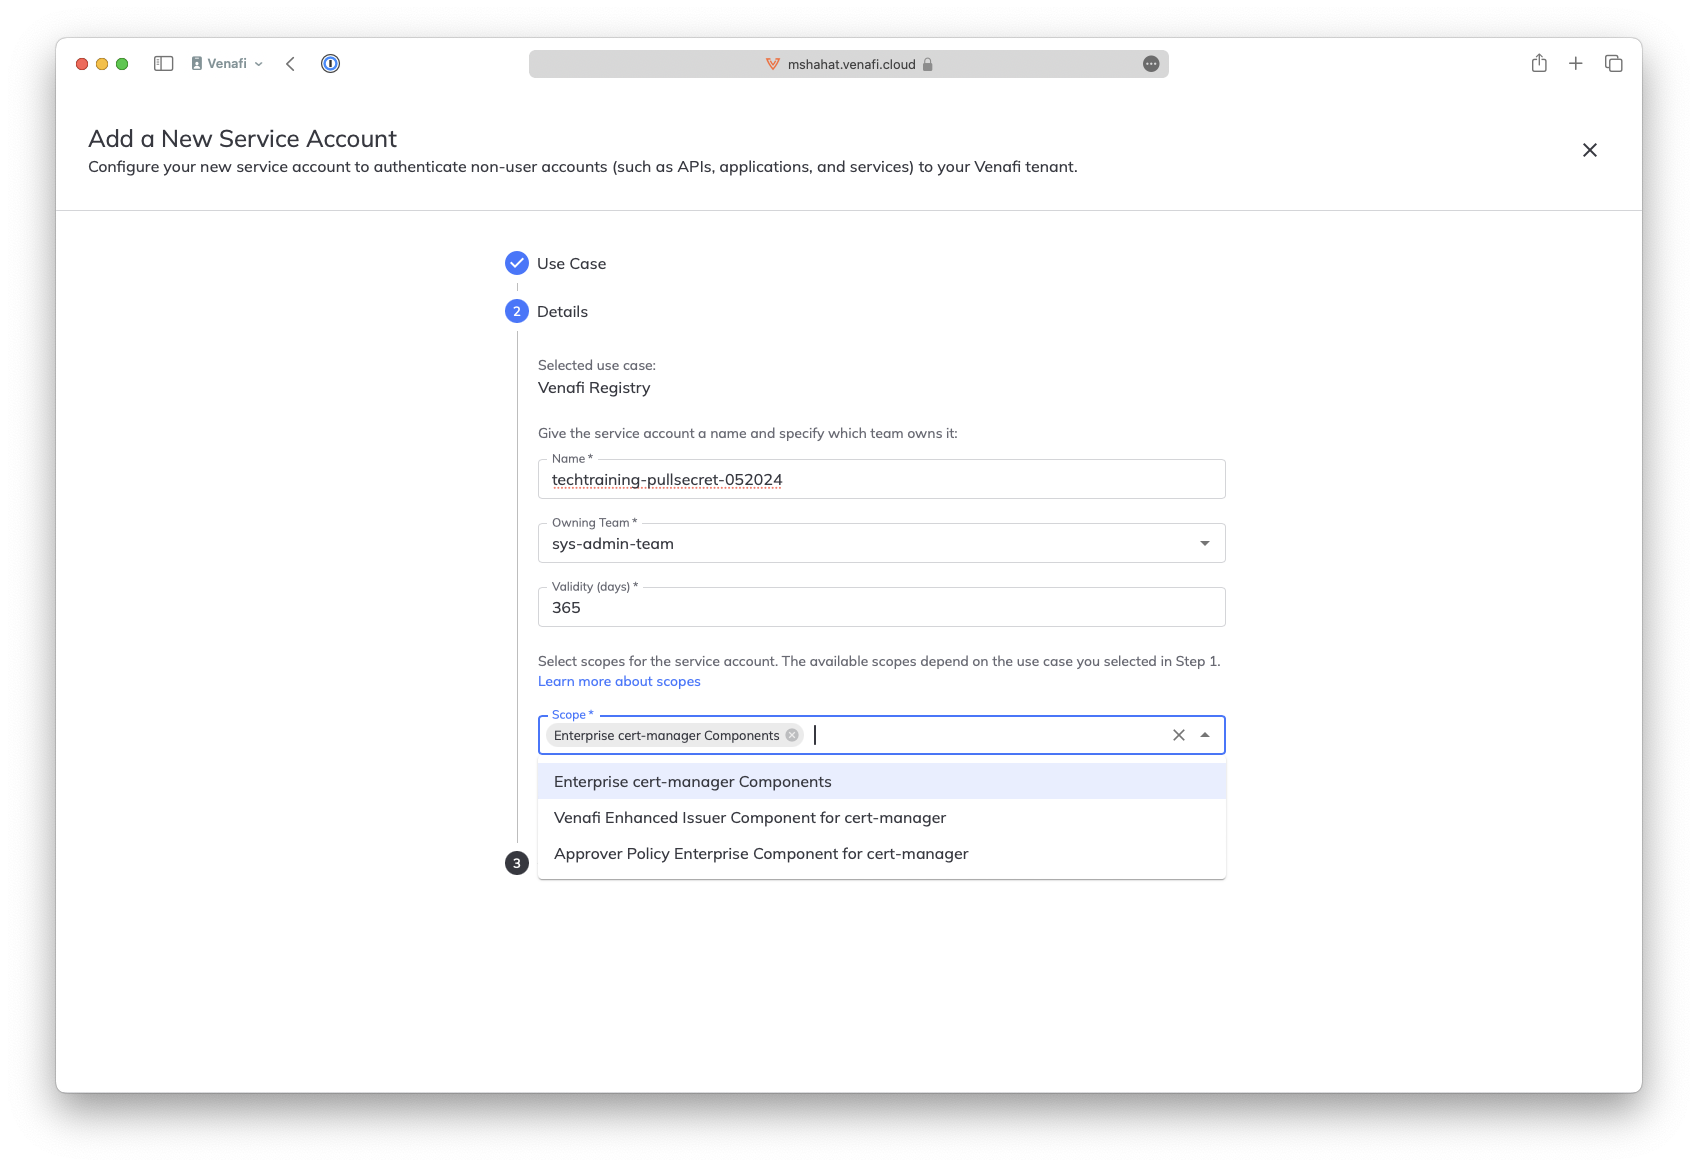 Venafi
mshahat.venafi.cloud
Add a New Service Account
Configure your new service account to authenticate non-user accounts (such as APIs, applications, and services) to your Venafi tenant.
Use Case
2 Details
Selected use case:
Venafi Registry
Give the service account a name and specify which team owns it:
Name *
techtraining-pullsecret-052024
Owning Team *
sys-admin-team
Validity (days) *
365
Select scopes for the service account. The available scopes depend on the use case you selected in Step 1.
Learn more about scopes
Scope *
Enterprise cert-manager Components
Enterprise cert-manager Components
Venafi Enhanced Issuer Component for cert-manager
Approver Policy Enterprise Component for cert-manager
3